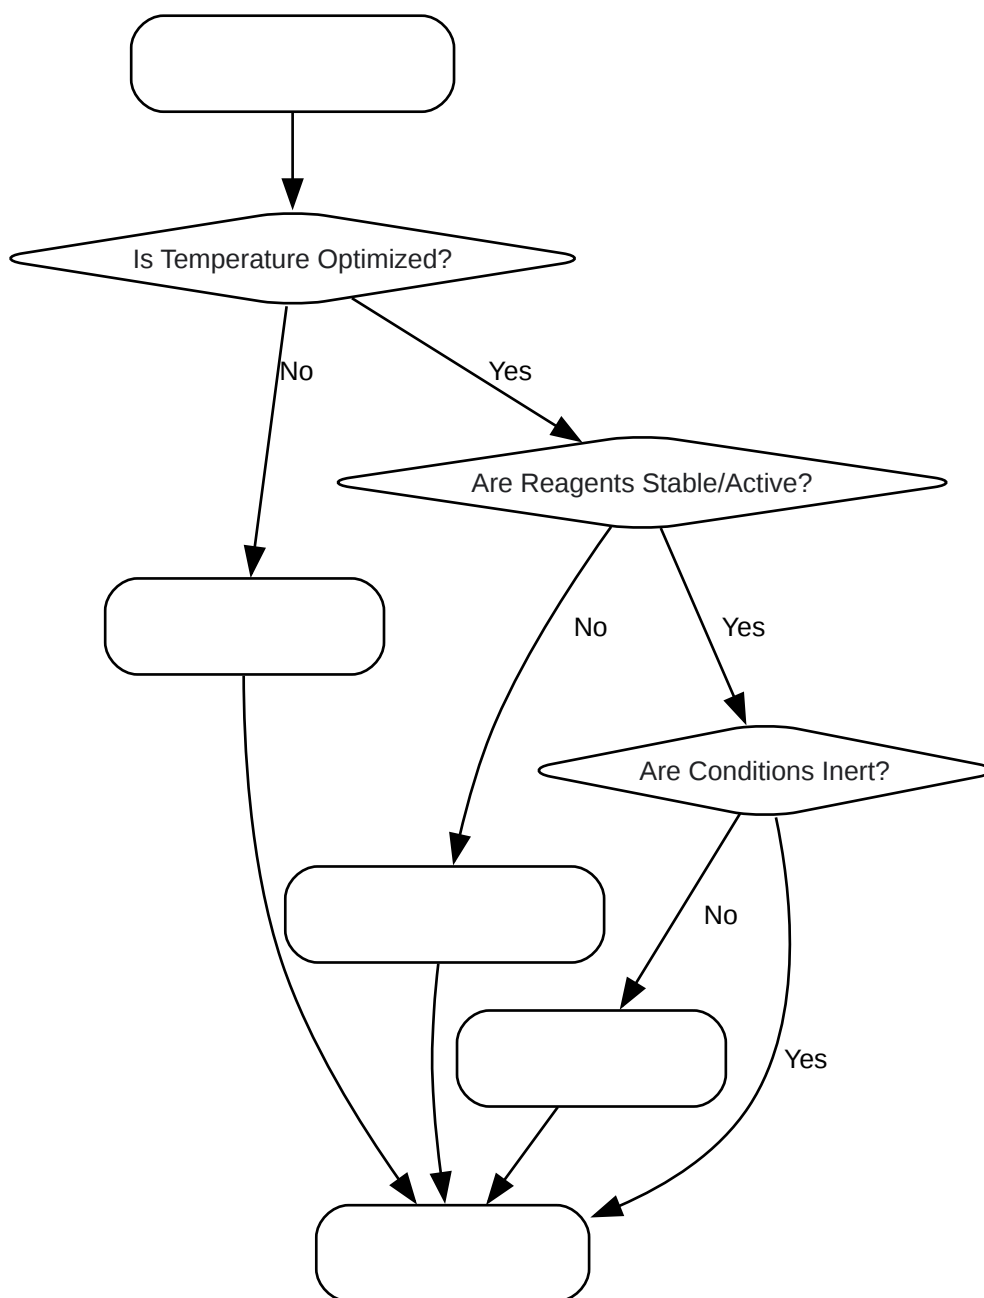 Is Temperature Optimized?
No
Yes
Are Reagents Stable/Active?
No
Yes
Are Conditions Inert?
No
Yes